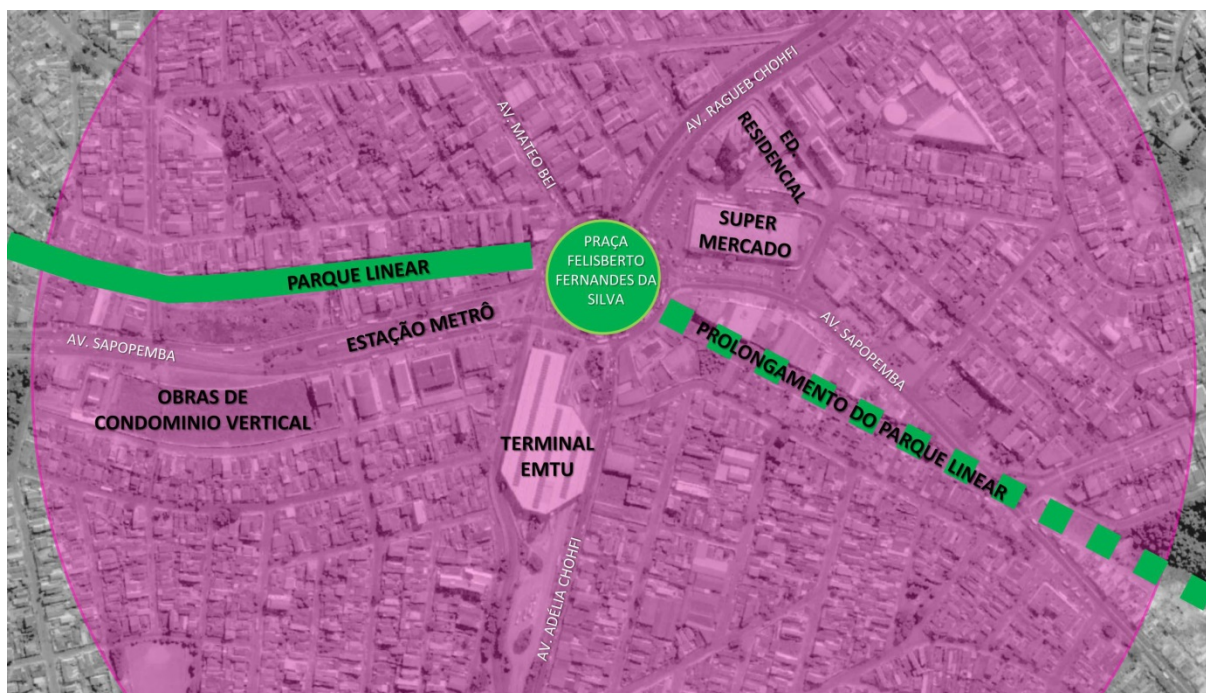 AV. RAGUEB CHOHFI
AV. MATEO BEI
ED.
RESIDENCIAL
SUPER
MERCADO
PRAÇA
FELISBERTO
FERNANDES DA
SILVA
PARQUE LINEAR
ESTAÇÃO METRÔ
AV. SAPOPEMBA
AV. SAPOPEMBA
PROLONGAMENTO DO PARQUE LINEAR
OBRAS DE
CONDOMINIO VERTICAL
TERMINAL
EMTU
AV. ADÉLIA CHOHFI